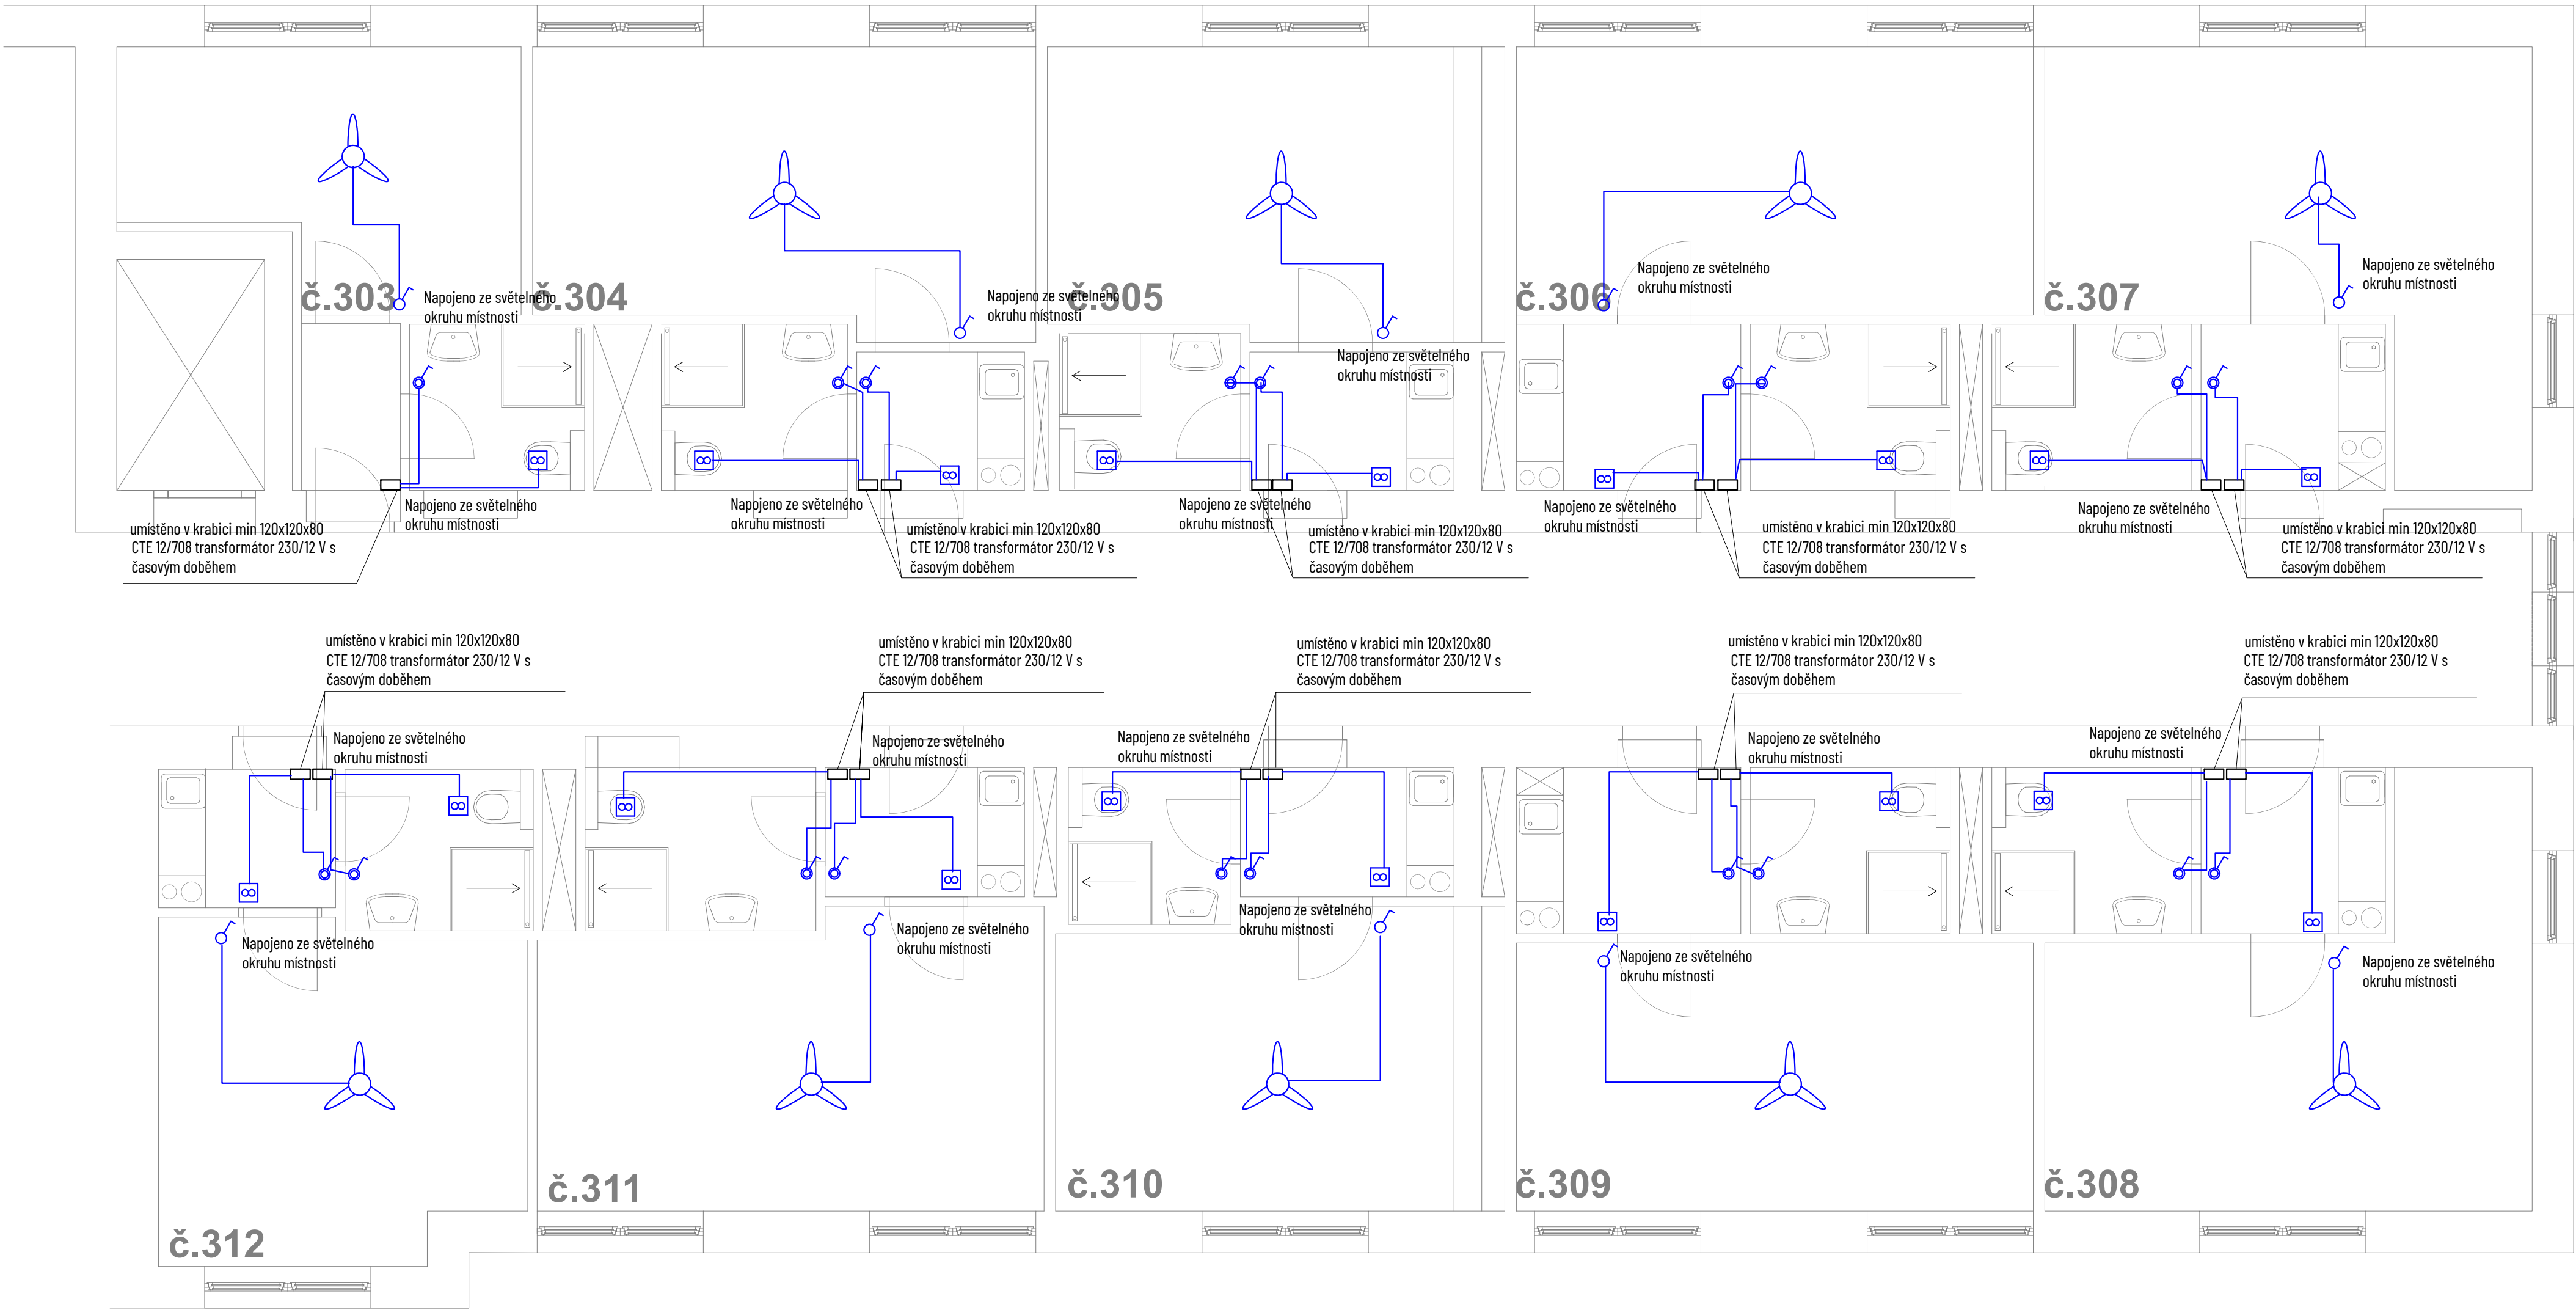 č.303
Napojeno ze světelného
okruhu místnosti
č.304
Napojeno ze světelného
okruhu místnosti
č.305
Napojeno ze světelného
okruhu místnosti
č.306
Napojeno ze světelného
okruhu místnosti
č.307
Napojeno ze světelného
okruhu místnosti
Napojeno ze světelného
okruhu místnosti
umístěno v krabici min 120x120x80
CTE 12/708 transformátor 230/12 V s
časovým doběhem
Napojeno ze světelného
okruhu místnosti
umístěno v krabici min 120x120x80
CTE 12/708 transformátor 230/12 V s
časovým doběhem
Napojeno ze světelného
okruhu místnosti
umístěno v krabici min 120x120x80
CTE 12/708 transformátor 230/12 V s
časovým doběhem
Napojeno ze světelného
okruhu místnosti
umístěno v krabici min 120x120x80
CTE 12/708 transformátor 230/12 V s
časovým doběhem
Napojeno ze světelného
okruhu místnosti
umístěno v krabici min 120x120x80
CTE 12/708 transformátor 230/12 V s
časovým doběhem
umístěno v krabici min 120x120x80
CTE 12/708 transformátor 230/12 V s
časovým doběhem
umístěno v krabici min 120x120x80
CTE 12/708 transformátor 230/12 V s
časovým doběhem
umístěno v krabici min 120x120x80
CTE 12/708 transformátor 230/12 V s
časovým doběhem
umístěno v krabici min 120x120x80
CTE 12/708 transformátor 230/12 V s
časovým doběhem
umístěno v krabici min 120x120x80
CTE 12/708 transformátor 230/12 V s
časovým doběhem
Napojeno ze světelného
okruhu místnosti
Napojeno ze světelného
okruhu místnosti
Napojeno ze světelného
okruhu místnosti
Napojeno ze světelného
okruhu místnosti
Napojeno ze světelného
okruhu místnosti
Napojeno ze světelného
okruhu místnosti
Napojeno ze světelného
okruhu místnosti
Napojeno ze světelného
okruhu místnosti
Napojeno ze světelného
okruhu místnosti
Napojeno ze světelného
okruhu místnosti
č.312
č.311
č.310
č.309
č.308